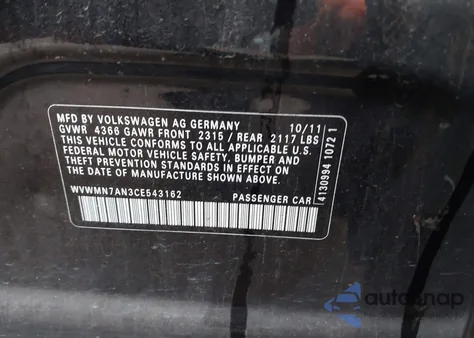 MFD BY VOLKSWAGEN AG GERMANY 10/11
GVWR 4366 GAWR FRONT 2315 / REAR 2117 LBS
THIS VEHICLE CONFORMS TO ALL APPLICABLE U.S.
FEDERAL MOTOR VEHICLE SAFETY, BUMPER AND
THEFT PREVENTION STANDARDS IN EFFECT ON
THE DATE OF MANUFACTURE SHOWN ABOVE
WVWMN7AN3CE543162 PASSENGER CAR
4130994 1072 1
autosnap